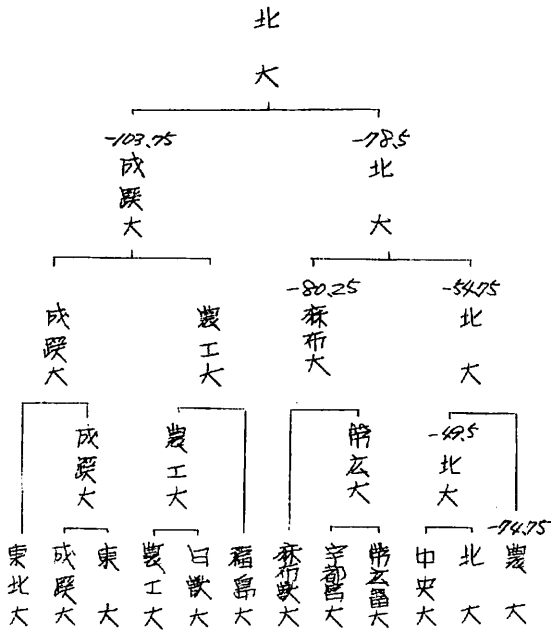 北大
-103.75
-78.5
成蹊大
北大
-80.25
-54.75
成蹊大
農工大
麻布大
北大
成蹊大
農工大
帯広大
-49.5
北大
-74.75
東北大
成蹊大
東大
農工大
日獣大
福島大
麻布獣大
宇都宮大
帯広畜大
中央大
北大
農大